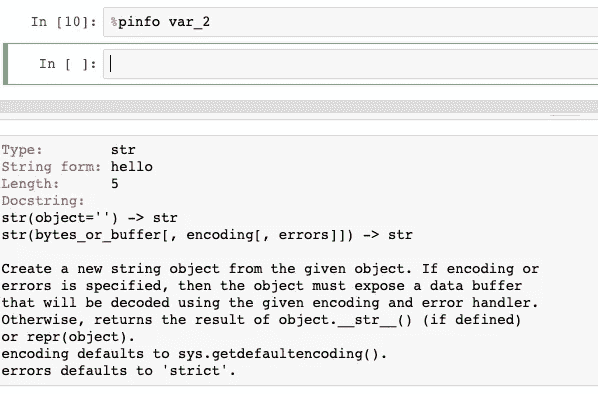 In [10]: %pinfo var_2
In [ ]:
Type: str
String form: hello
Length: 5
Docstring:
str(object='') -> str
str(bytes_or_buffer[, encoding[, errors]]) -> str
Create a new string object from the given object. If encoding or
errors is specified, then the object must expose a data buffer
that will be decoded using the given encoding and error handler.
Otherwise, returns the result of object.__str__() (if defined)
or repr(object).
encoding defaults to sys.getdefaultencoding().
errors defaults to 'strict'.